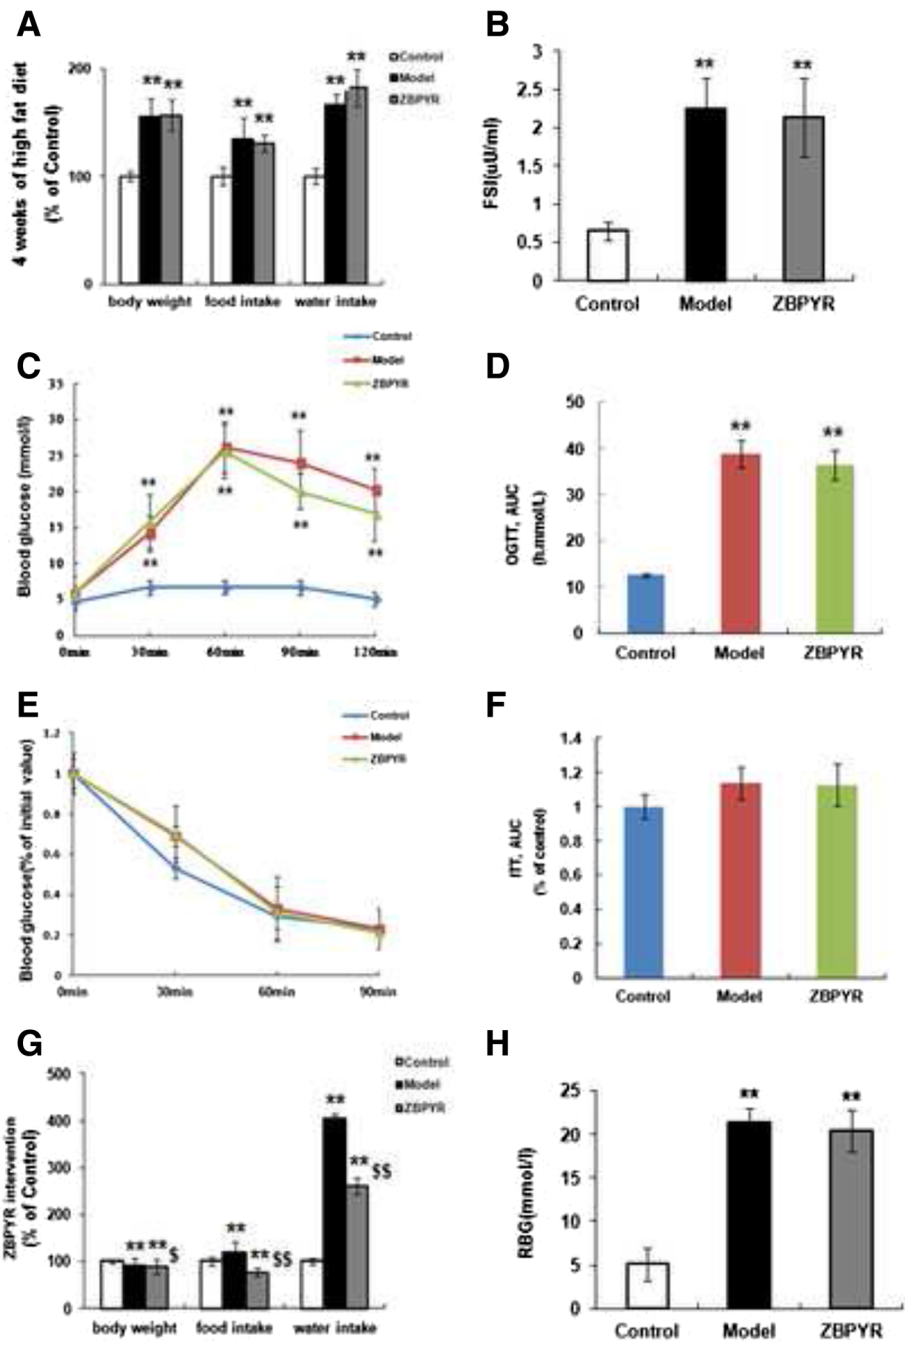 A
4 weeks of high fat diet
(% of Control)
200
100
0
** **
** **
** **
body weight food intake water intake
Control
Model
ZBPYR
B
FSI(uU/ml)
3
2.5
2
1.5
1
0.5
0
** **
Control Model ZBPYR
C
Blood glucose (mmol/l)
35
30
25
20
15
10
5
0
** ** ** **
** ** ** **
0min 30min 60min 90min 120min
Control
Model
ZBPYR
D
OGTT, AUC
(h.mmol/L)
50
40
30
20
10
0
** **
Control Model ZBPYR
E
Blood glucose(% of initial value)
1.2
1
0.8
0.6
0.4
0.2
0
0min 30min 60min 90min
Control
Model
ZBPYR
F
ITT, AUC
(% of control)
1.4
1.2
1
0.8
0.6
0.4
0.2
0
Control Model ZBPYR
G
ZBPYR intervention
(% of Control)
500
400
300
200
100
0
** ** $
** ** $$
** ** $$
body weight food intake water intake
Control
Model
ZBPYR
H
RBG(mmol/l)
25
20
15
10
5
0
** **
Control Model ZBPYR